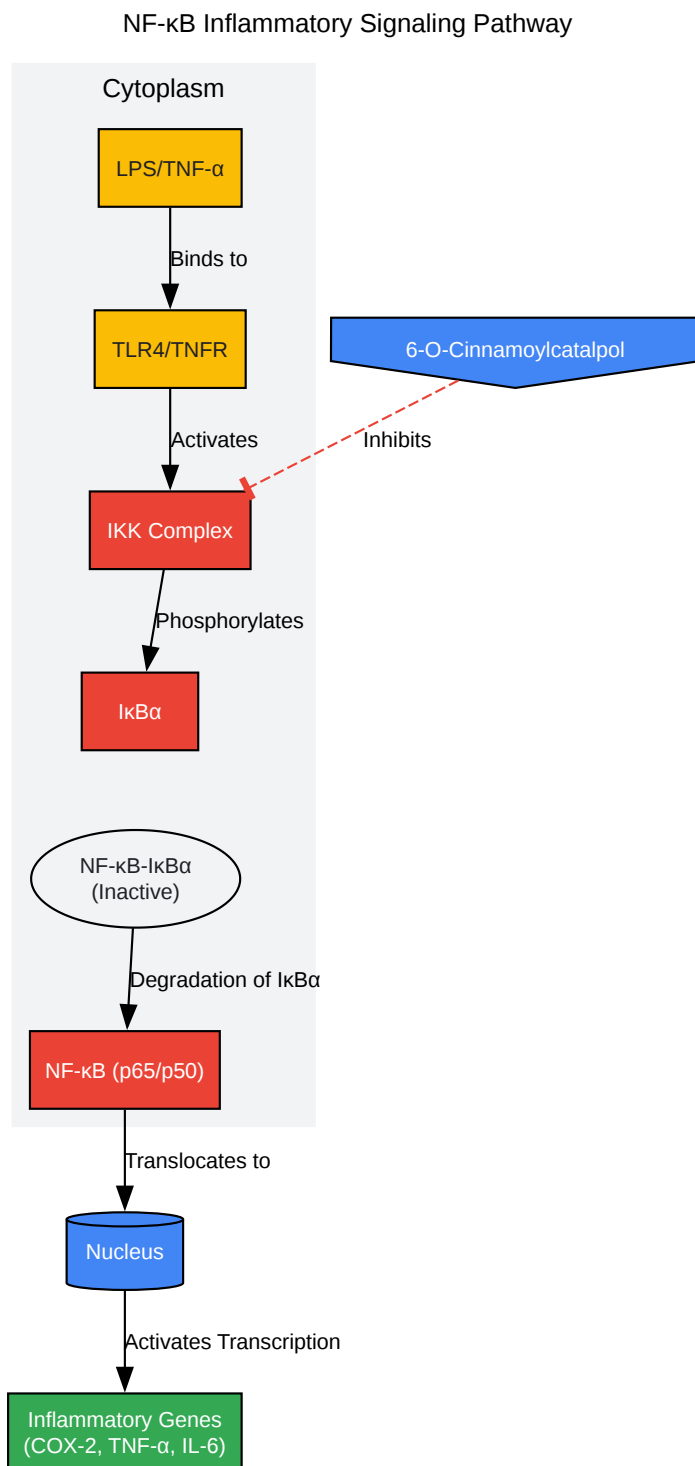 NF-κB Inflammatory Signaling Pathway
Cytoplasm
LPS/TNF-α
Binds to
TLR4/TNFR
6-O-Cinnamoylcatalpol
Activates
Inhibits
IKK Complex
Phosphorylates
IκBα
NF-κB-IκBα
(Inactive)
Degradation of IκBα
NF-κB (p65/p50)
Translocates to
Nucleus
Activates Transcription
Inflammatory Genes
(COX-2, TNF-α, IL-6)